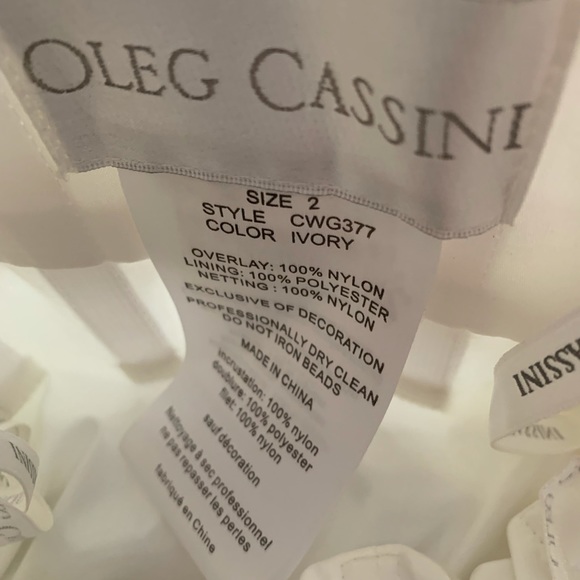 OLEG CASSINI
SIZE 2
STYLE CWG377
COLOR IVORY
OVERLAY: 100% NYLON
LINING: 100% POLYESTER
NETTING : 100% NYLON
EXCLUSIVE OF DECORATION
PROFESSIONALLY DRY CLEAN
DO NOT IRON BEADS
MADE IN CHINA
incrustation: 100% nylon
doublure: 100% polyester
filet: 100% nylon
sauf décoration
Nettoyage à sec professionnel
ne pas repasser les perles
fabriqué en Chine
CASSINI